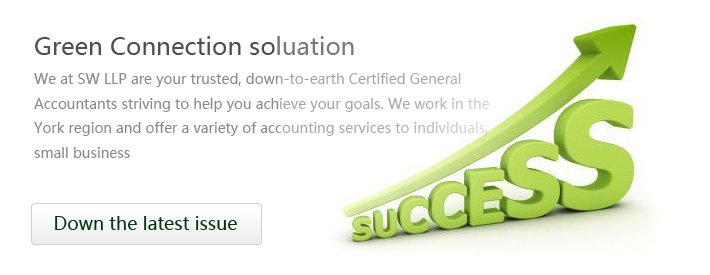 Green Connection soluation
We at SW LLP are your trusted, down-to-earth Certified General
Accountants striving to help you achieve your goals. We work in the
York region and offer a variety of accounting services to individuals,
small business
Down the latest issue
SUCCESS